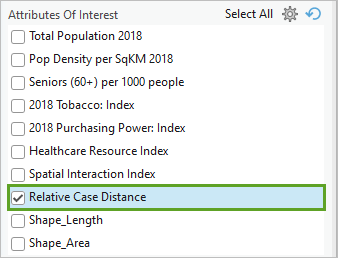 Attributes Of Interest Select All
Total Population 2018
Pop Density per SqKM 2018
Seniors (60+) per 1000 people
2018 Tobacco: Index
2018 Purchasing Power: Index
Healthcare Resource Index
Spatial Interaction Index
Relative Case Distance
Shape_Length
Shape_Area